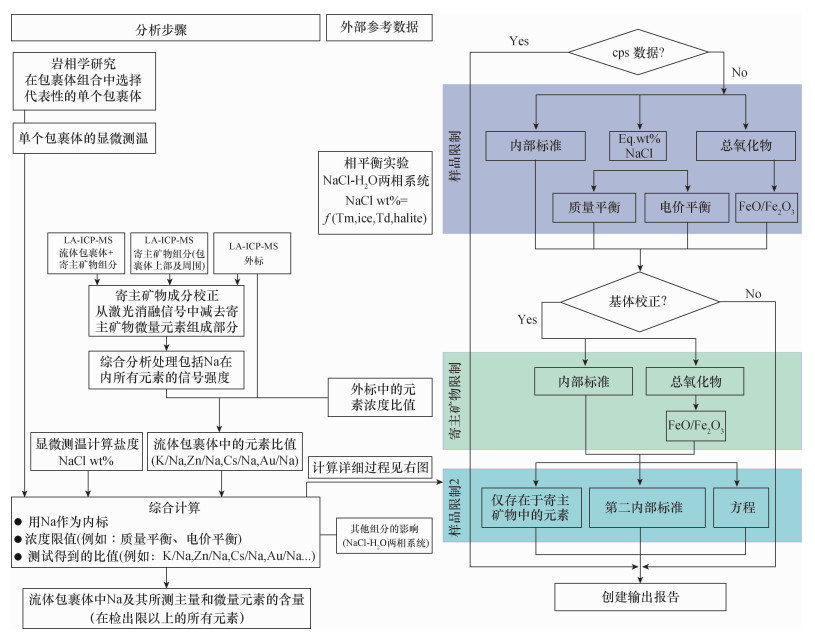 分析步骤
外部参考数据
岩相学研究
在包裹体组合中选择
代表性的单个包裹体
单个包裹体的显微测温
相平衡实验
NaCl-H₂O两相系统
NaCl wt%=
f(Tm,ice,Td,halite)
LA-ICP-MS
流体包裹体+
寄主矿物组分
LA-ICP-MS
寄主矿物组分(包
裹体上部及周围)
LA-ICP-MS
外标
寄主矿物成分校正
从激光消融信号中减去寄
主矿物微量元素组成部分
综合分析处理包括Na在
内所有元素的信号强度
外标中的元
素浓度比值
显微测温计算盐度
NaCl wt%
流体包裹体中的元素比值
(K/Na,Zn/Na,Cs/Na,Au/Na)
计算详细过程见右图
综合计算
● 用Na作为内标
● 浓度限值(例如：质量平衡、电价平衡)
● 测试得到的比值(例如：K/Na,Zn/Na,Cs/Na,Au/Na...)
其他组分的影响
(NaCl-H₂O两相系统)
流体包裹体中Na及其所测主量和微量元素的含量
(在检出限以上的所有元素)
Yes
cps 数据?
No
样品限制
内部标准
Eq.wt%
NaCl
总氧化物
质量平衡
电价平衡
FeO/Fe₂O₃
基体校正?
Yes
No
寄主矿物限制
内部标准
总氧化物
FeO/Fe₂O₃
样品限制2
仅存在于寄主
矿物中的元素
第二内部标准
方程
创建输出报告